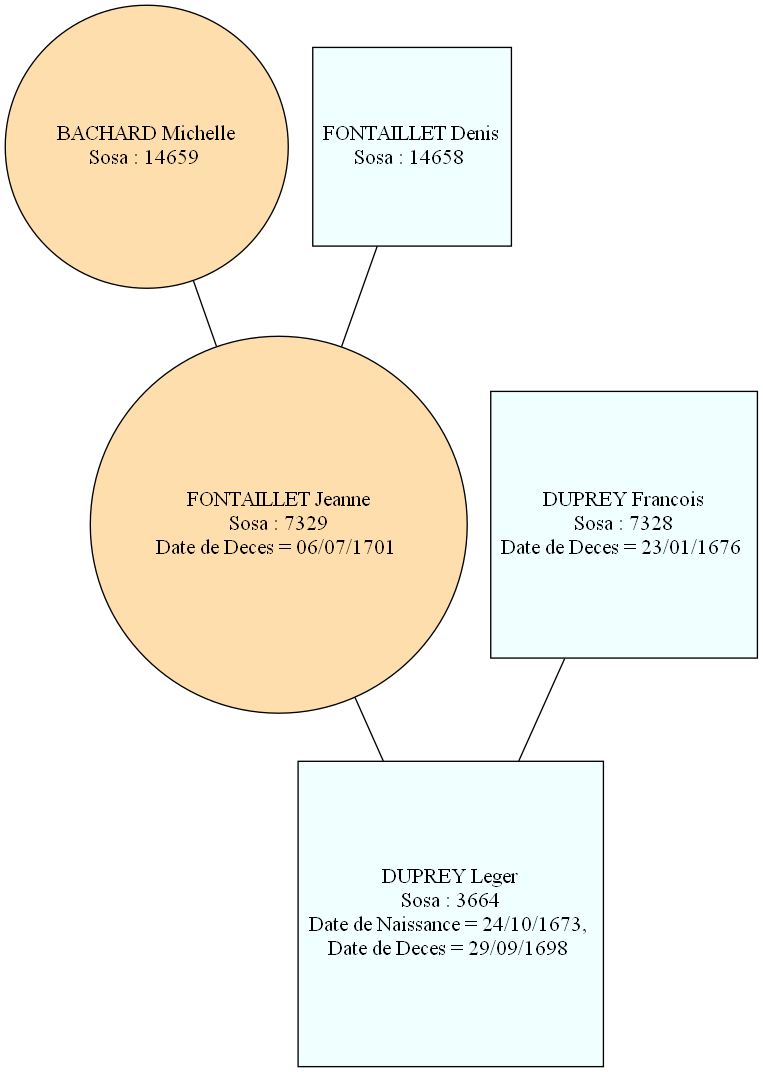 BACHARD Michelle
Sosa : 14659
FONTAILLET Denis
Sosa : 14658
FONTAILLET Jeanne
Sosa : 7329
Date de Deces = 06/07/1701
DUPREY Francois
Sosa : 7328
Date de Deces = 23/01/1676
DUPREY Leger
Sosa : 3664
Date de Naissance = 24/10/1673,
Date de Deces = 29/09/1698